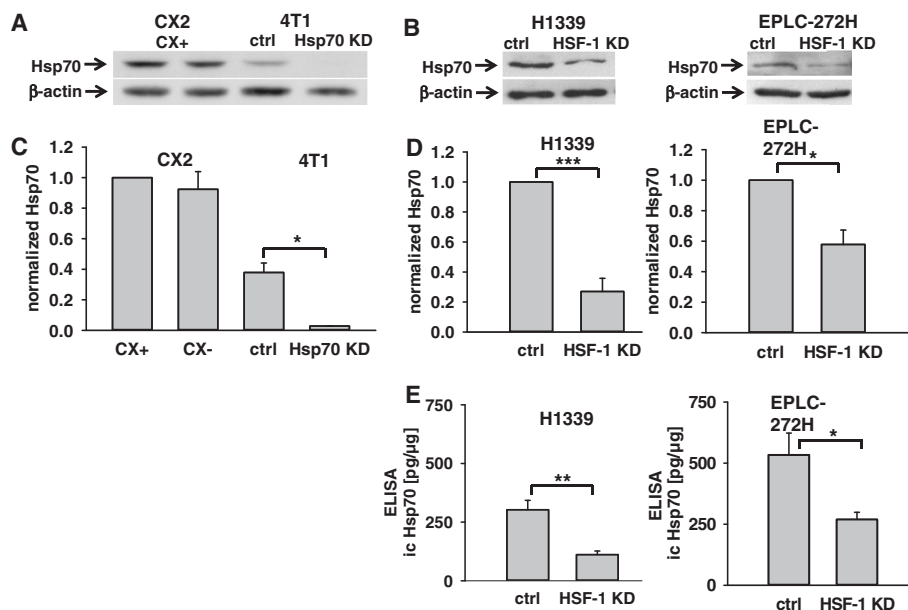 A
CX2
CX+
4T1
ctrl Hsp70 KD
Hsp70
β-actin
B
H1339
ctrl HSF-1 KD
Hsp70
β-actin
EPLC-272H
ctrl HSF-1 KD
C
normalized Hsp70
1.2
1.0
0.8
0.6
0.4
0.2
0.0
CX2
4T1
*
CX+ CX- ctrl Hsp70 KD
D
normalized Hsp70
1.2
1.0
0.8
0.6
0.4
0.2
0.0
H1339
***
ctrl HSF-1 KD
normalized Hsp70
1.2
1.0
0.8
0.6
0.4
0.2
0.0
EPLC-
272H
*
ctrl HSF-1 KD
E
ELISA
ic Hsp70 [pg/µg]
750
500
250
0
H1339
**
ctrl HSF-1 KD
ELISA
ic Hsp70 [pg/µg]
750
500
250
0
EPLC-
272H
*
ctrl HSF-1 KD